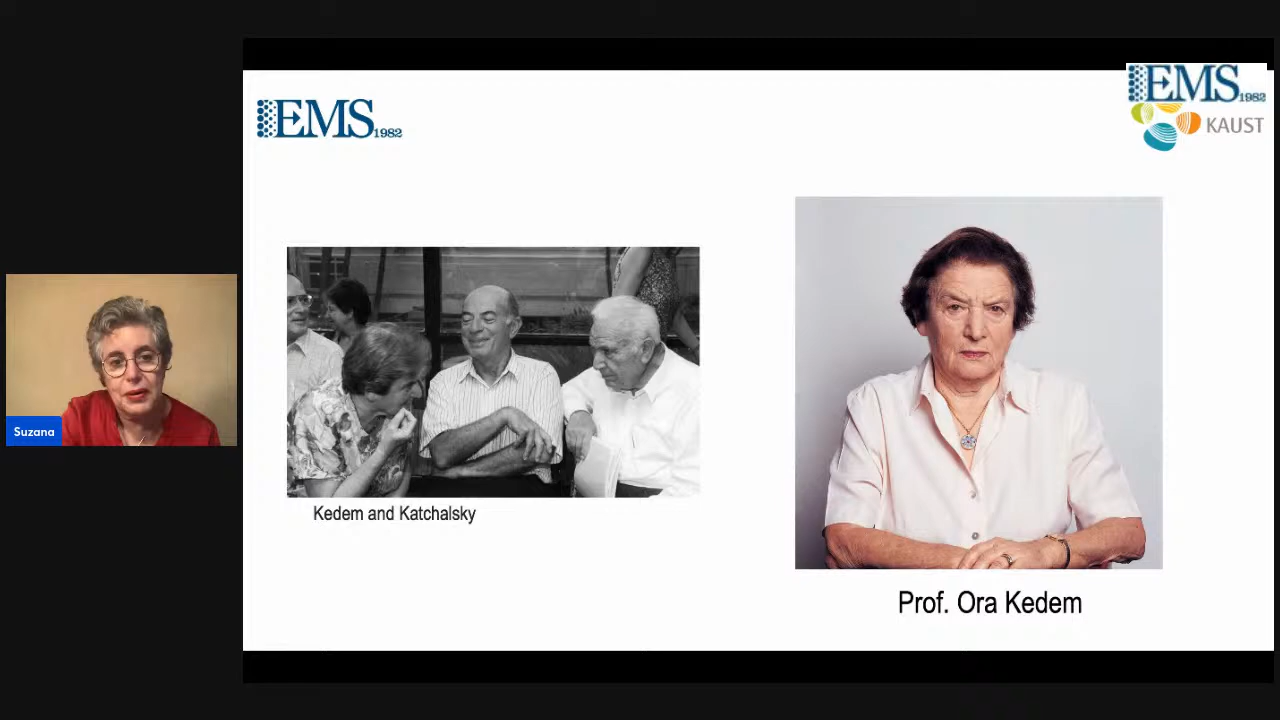 EMS 1982
EMS 1982
KAUST
Suzana
Kedem and Katchalsky
Prof. Ora Kedem